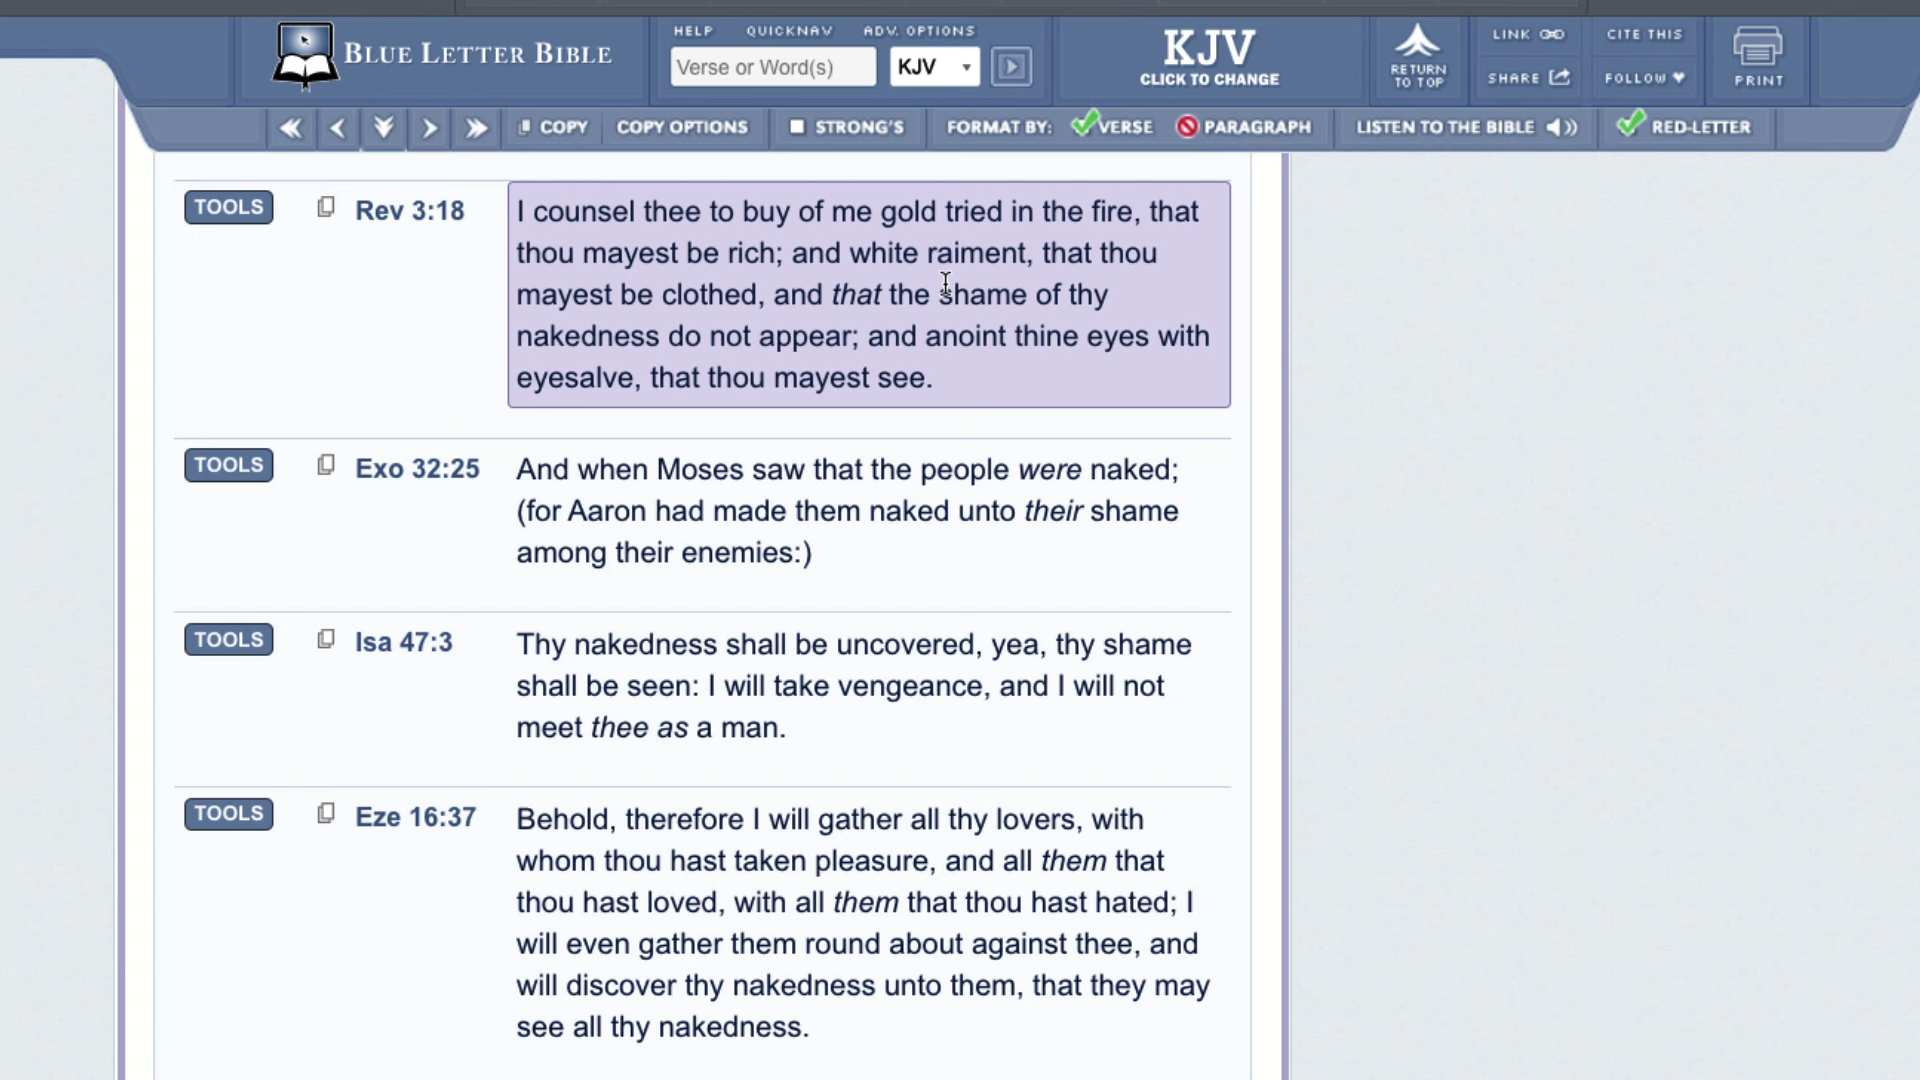 BLUE LETTER BIBLE
HELP QUICKNAV ADV. OPTIONS
Verse or Word(s) KJV
KJV
CLICK TO CHANGE
RETURN
TO TOP
LINK
SHARE
CITE THIS
FOLLOW
PRINT
COPY COPY OPTIONS STRONG'S FORMAT BY: VERSE PARAGRAPH LISTEN TO THE BIBLE RED-LETTER
TOOLS Rev 3:18 I counsel thee to buy of me gold tried in the fire, that
thou mayest be rich; and white raiment, that thou
mayest be clothed, and that the shame of thy
nakedness do not appear; and anoint thine eyes with
eyesalve, that thou mayest see.
TOOLS Exo 32:25 And when Moses saw that the people were naked;
(for Aaron had made them naked unto their shame
among their enemies:)
TOOLS Isa 47:3 Thy nakedness shall be uncovered, yea, thy shame
shall be seen: I will take vengeance, and I will not
meet thee as a man.
TOOLS Eze 16:37 Behold, therefore I will gather all thy lovers, with
whom thou hast taken pleasure, and all them that
thou hast loved, with all them that thou hast hated; I
will even gather them round about against thee, and
will discover thy nakedness unto them, that they may
see all thy nakedness.